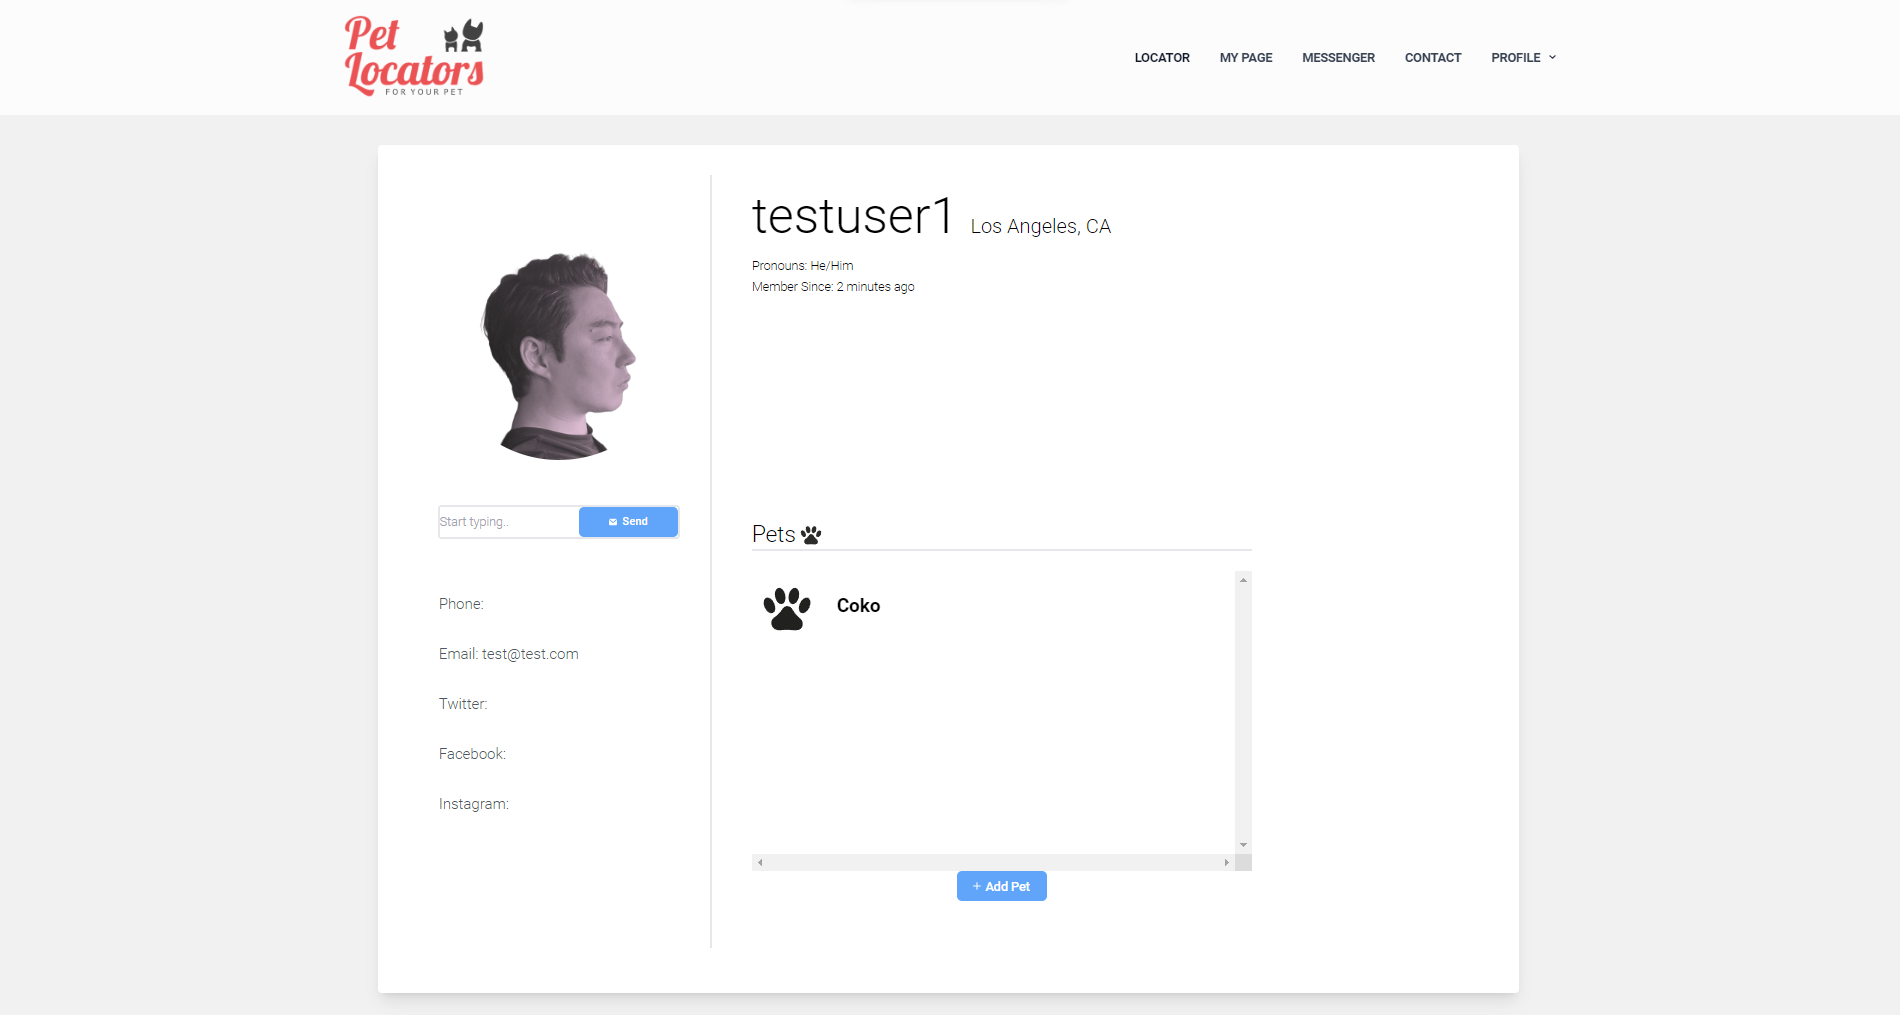 Pet
Locators
FOR YOUR PET
LOCATOR
MY PAGE
MESSENGER
CONTACT
PROFILE
testuser1 Los Angeles, CA
Pronouns: He/Him
Member Since: 2 minutes ago
Start typing..
Send
Phone:
Email: test@test.com
Twitter:
Facebook:
Instagram:
Pets
Coko
+ Add Pet